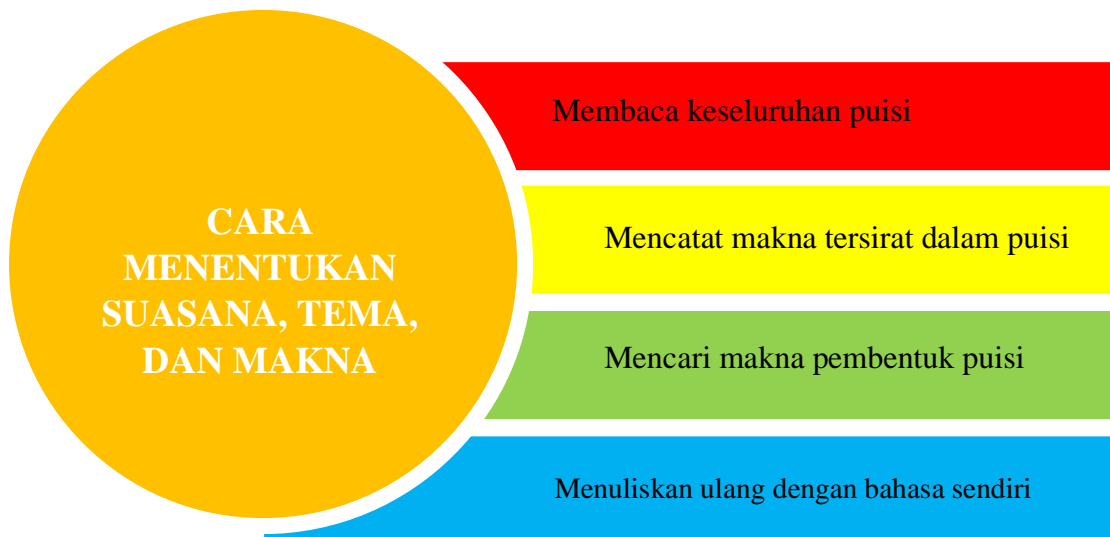 CARA
MENENTUKAN
SUASANA, TEMA,
DAN MAKNA
Membaca keseluruhan puisi
Mencatat makna tersirat dalam puisi
Mencari makna pembentuk puisi
Menuliskan ulang dengan bahasa sendiri